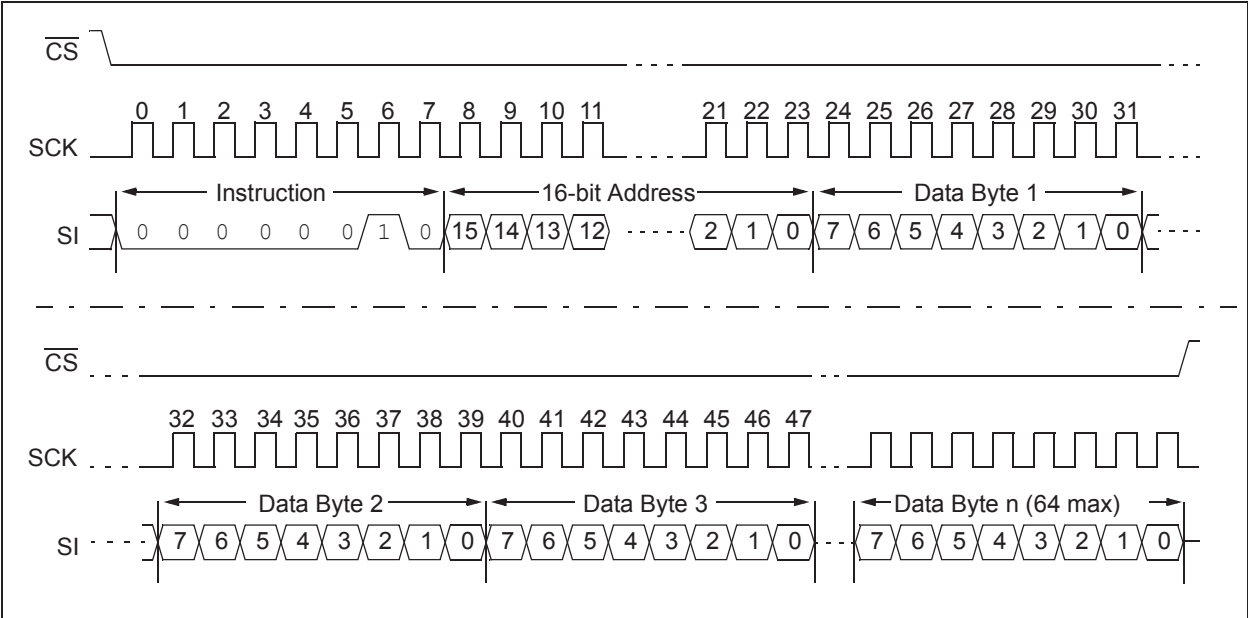 CS
0 1 2 3 4 5 6 7 8 9 10 11 21 22 23 24 25 26 27 28 29 30 31
SCK
Instruction 16-bit Address Data Byte 1
SI 0 0 0 0 0 0 1 0 15 14 13 12 2 1 0 7 6 5 4 3 2 1 0
CS
32 33 34 35 36 37 38 39 40 41 42 43 44 45 46 47
SCK
Data Byte 2 Data Byte 3 Data Byte n (64 max)
SI 7 6 5 4 3 2 1 0 7 6 5 4 3 2 1 0 7 6 5 4 3 2 1 0